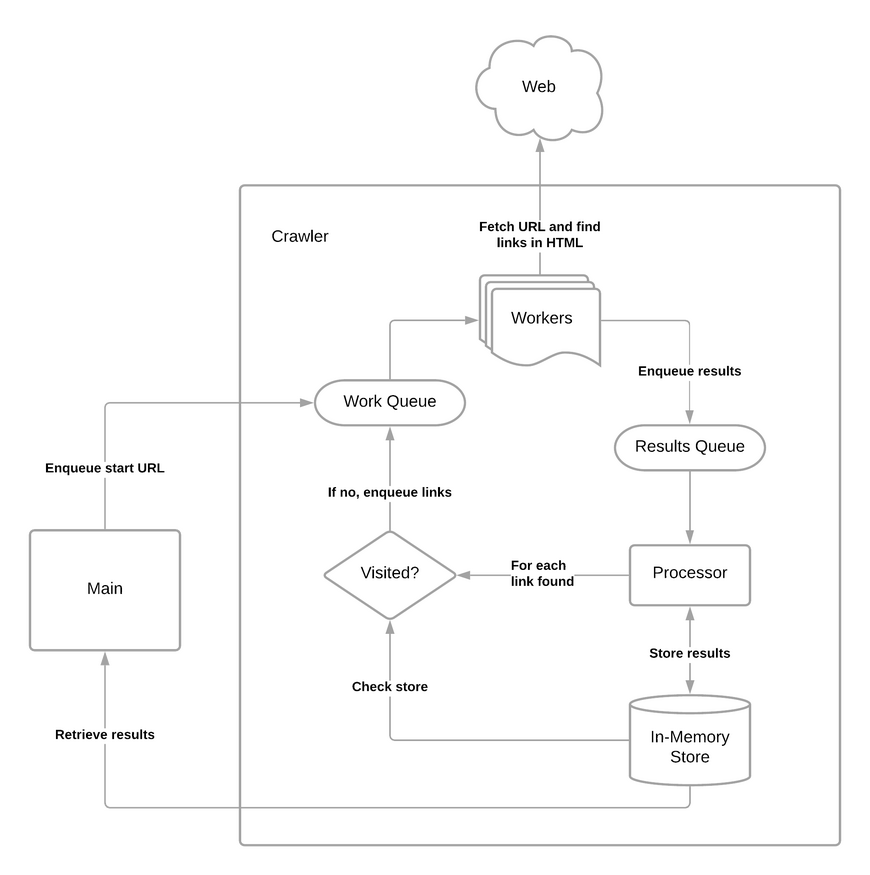 Web
Crawler
Fetch URL and find
links in HTML
Workers
Enqueue results
Work Queue
Results Queue
Enqueue start URL
If no, enqueue links
Main
Visited?
For each
link found
Processor
Store results
Check store
Retrieve results
In-Memory
Store